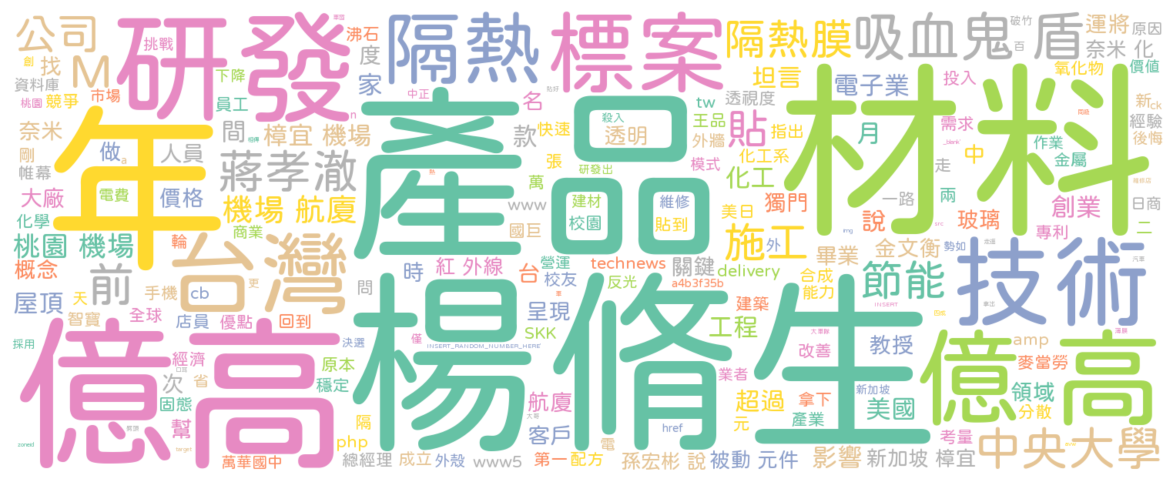 公司
找 M
資料庫
桃園 競爭 市場
挑戰
研發
沸石
度
家
下降
員工
隔熱
中正
名
標案
隔熱膜
坦言
透視度
吸血鬼 盾
電子業
運將
奈米 化
原因
破竹
氧化物
價值
投入
新
ck
經驗
後悔
需求
作業
金屬
中
月
材料
產品
殺入
透明
tw
王品
外牆
貼
指出
化工系
模式
化工
款 快速
張
萬
www
國巨
研發出
建材
校園
維修
貼到
美日
獨門
年
奈米
剛
帷幕
做
人員
間
樟宜 機場
蔣孝澈
大廠
電費
價格
機場 航廈
化學
商業
桃園 機場
輪
概念
台灣
前
屋頂
天
手機
cb
智寶
全球
店員
優點
回到
問
時
紅 外線
台
營運
校友
technews
反光
關鍵
a4b3f35b
delivery
施工
外
說
走
兩
一路
玻璃
創業
專利
日商
二
畢業
金文衡
勢如
合成
能力
節能
技術
呈現
SKK
建築
工程
改善
教授
INSERT
INSERT_RANDOM_NUMBER_HERE
採用
決選
原本
穩定
經濟
次
省
固態
幫
億高
楊脩生
億 高
業者
新加坡
美國
拿下
產業
超過
元
amp
麥當勞
領域
分散
考量
中央大學
航廈
客戶
href
電
隔
php
萬華國中
總經理
成立
外殼
www5
第一
配方
孫宏彬
說
被動 元件
影響
新加坡 樟宜
target